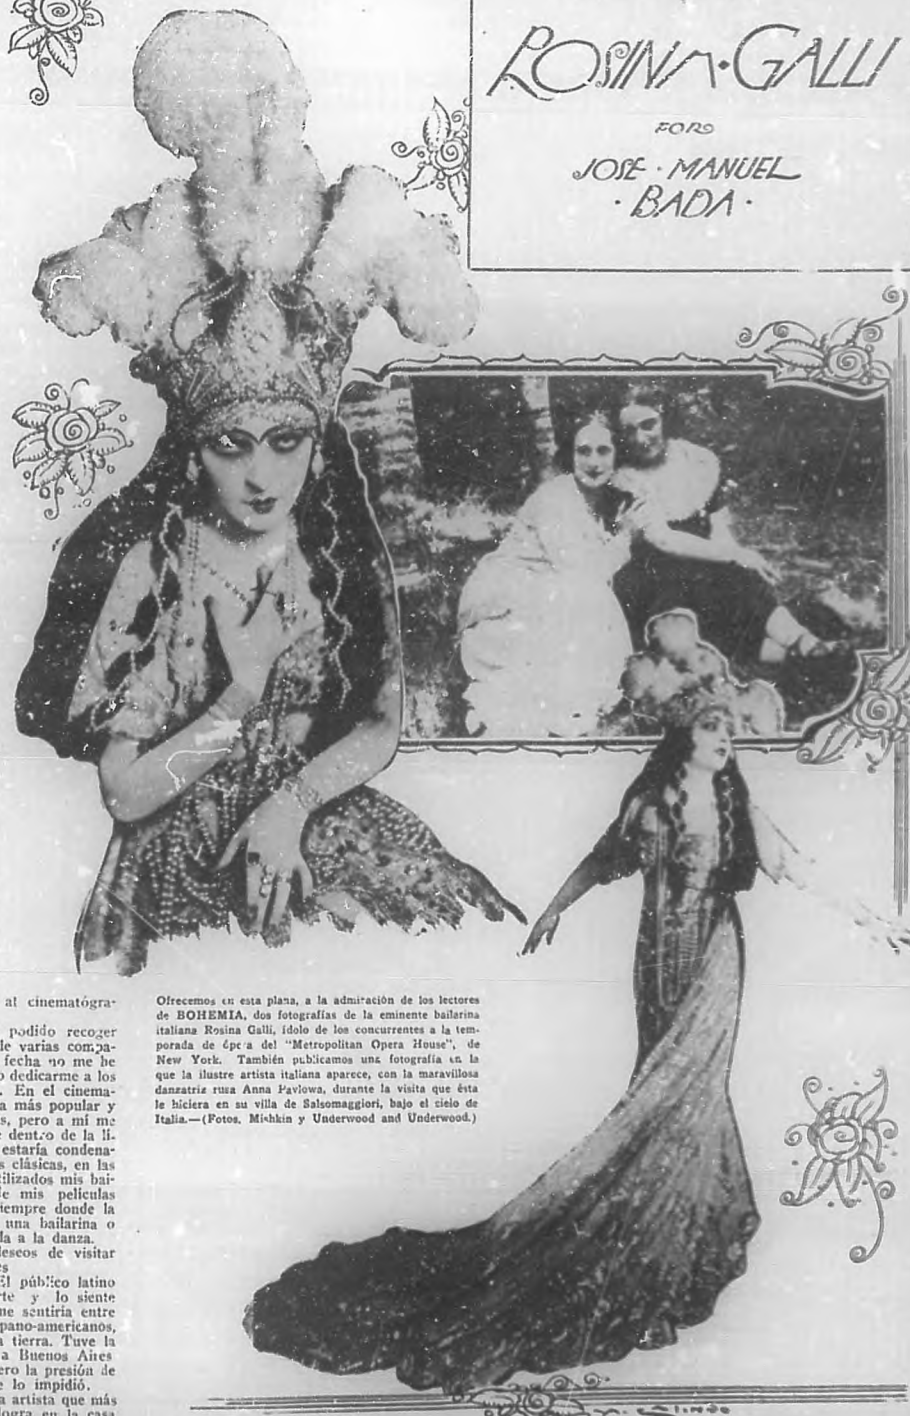 ROSINA·GALLI
POR
JOSE·MANUEL
·BADA·
al cinematógra-
podido recoger
de varias compa-
fecha no me he
dedicarme a los
En el cinema-
a más popular y
s, pero a mí me
dentro de la lí-
estaría condena-
s clásicas, en las
tilizados mis bai-
de mis películas
iempre donde la
una bailarina o
da a la danza.
deseos de visitar
es
El público latino
rte y lo siente
me sentiría entre
pano-americanos,
a tierra. Tuve la
a Buenos Aires
ero la presión de
e lo impidió.
a artista que más
logra en la casa
Ofrecemos en esta plana, a la admiración de los lectores
de BOHEMIA, dos fotografías de la eminente bailarina
italiana Rosina Galli, ídolo de los concurrentes a la tem-
porada de ópera del "Metropolitan Opera House", de
New York. También publicamos una fotografía en la
que la ilustre artista italiana aparece, con la maravillosa
danzatriz rusa Anna Pavlowa, durante la visita que ésta
le hiciera en su villa de Salsomaggiori, bajo el cielo de
Italia.—(Fotos. Mishkin y Underwood and Underwood.)